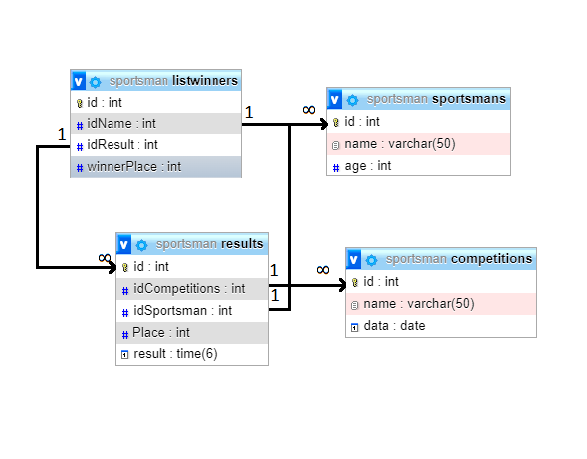 v sportsman listwinners
id : int
# idName : int
# idResult : int
# winnerPlace : int
1
∞
v sportsman sportsmans
id : int
name : varchar(50)
# age : int
1
∞
v sportsman results
id : int
# idCompetitions : int
# idSportsman : int
# Place : int
result : time(6)
1
1
∞
v sportsman competitions
id : int
name : varchar(50)
data : date